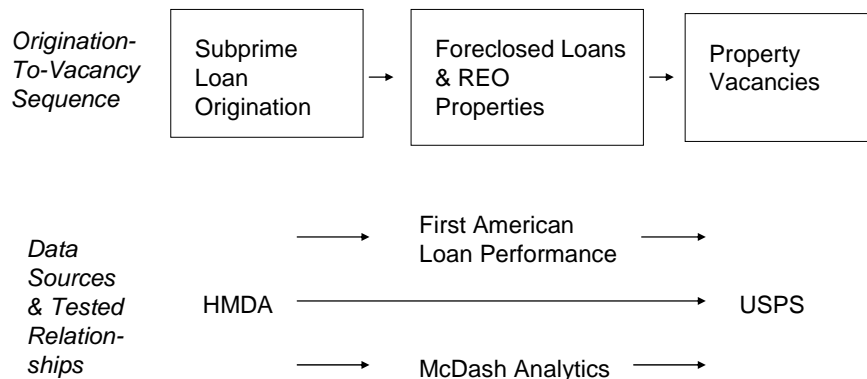 Origination-
To-Vacancy
Sequence
Subprime
Loan
Origination
Foreclosed Loans
& REO
Properties
Property
Vacancies
Data
Sources
& Tested
Relation-
ships
First American
Loan Performance
HMDA
USPS
McDash Analytics